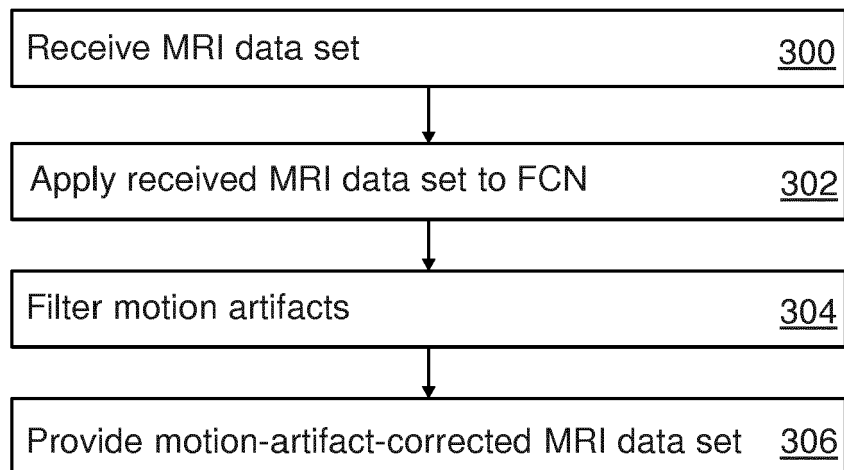 Receive MRI data set 300
Apply received MRI data set to FCN 302
Filter motion artifacts 304
Provide motion-artifact-corrected MRI data set 306